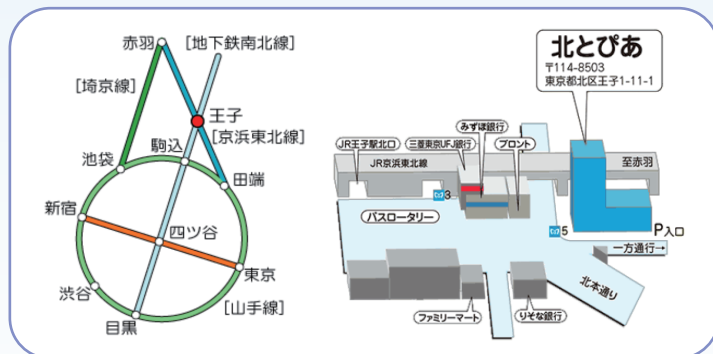 赤羽
[地下鉄南北線]
[埼京線]
王子
[京浜東北線]
駒込
池袋
田端
新宿
四ツ谷
東京
渋谷
[山手線]
目黒
北とぴあ
〒114-8503
東京都北区王子1-11-1
みずほ銀行
JR王子駅北口
三菱東京UFJ銀行
プロント
JR京浜東北線
至赤羽
3
バスロータリー
5
P入口
一方通行→
北本通り
ファミリーマート
りそな銀行